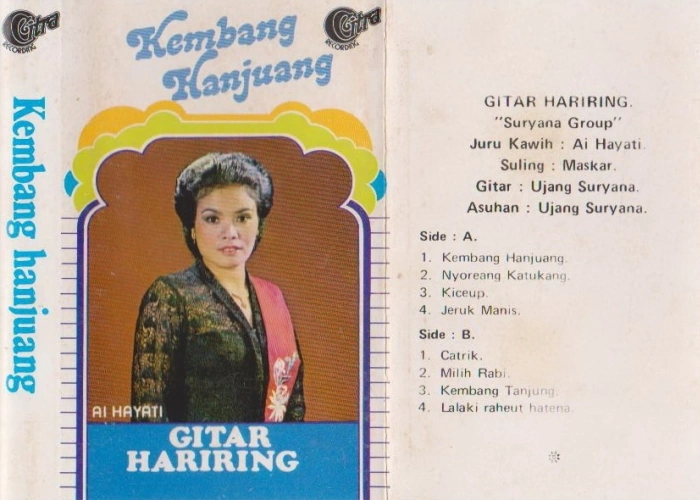 Citra
RECORDING
Kembang hanjuang
Citra
RECORDING
Kembang
Hanjuang
AI HAYATI
GITAR
HARIRING
GITAR HARIRING.
"Suryana Group"
Juru Kawih : Ai Hayati.
Suling : Maskar.
Gitar : Ujang Suryana.
Asuhan : Ujang Suryana.
Side : A.
1. Kembang Hanjuang.
2. Nyoreang Katukang.
3. Kiceup.
4. Jeruk Manis.
Side : B.
1. Catrik.
2. Milih Rabi.
3. Kembang Tanjung.
4. Lalaki raheut hatena.